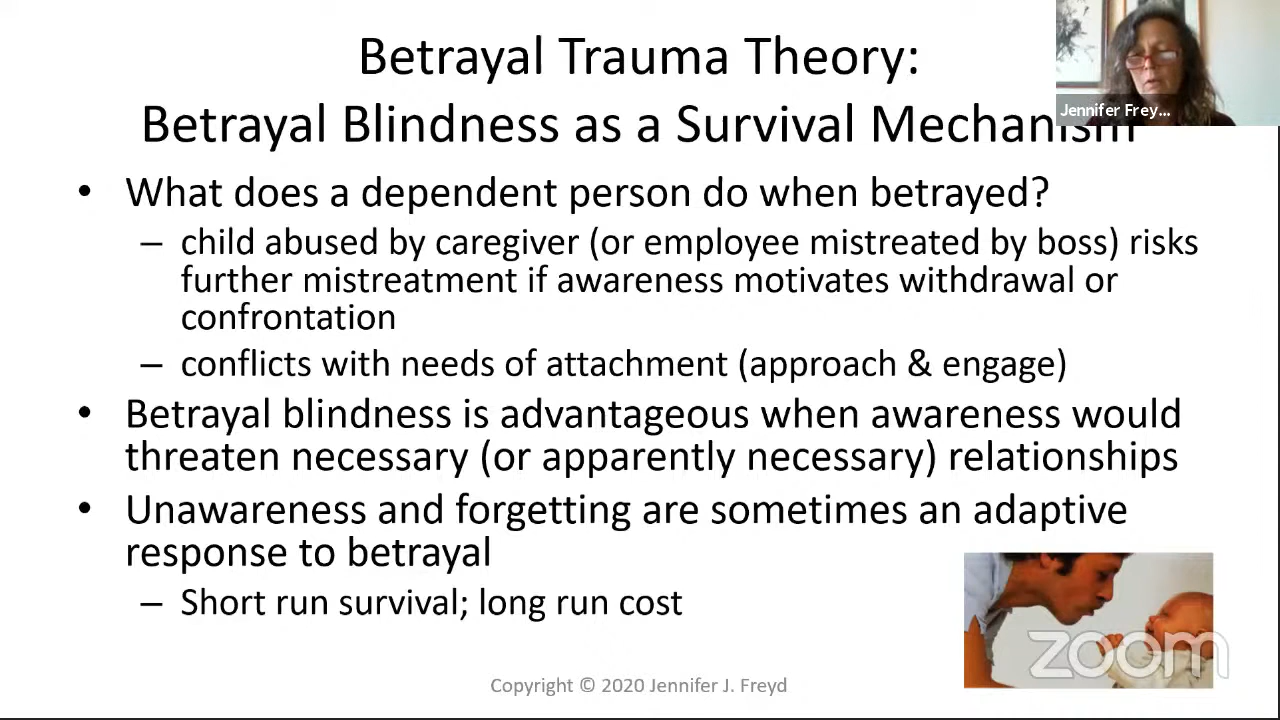 Betrayal Trauma Theory:
Betrayal Blindness as a Survival Mechanism
Jennifer Frey...
• What does a dependent person do when betrayed?
– child abused by caregiver (or employee mistreated by boss) risks
further mistreatment if awareness motivates withdrawal or
confrontation
– conflicts with needs of attachment (approach & engage)
• Betrayal blindness is advantageous when awareness would
threaten necessary (or apparently necessary) relationships
• Unawareness and forgetting are sometimes an adaptive
response to betrayal
– Short run survival; long run cost
zoom
Copyright © 2020 Jennifer J. Freyd